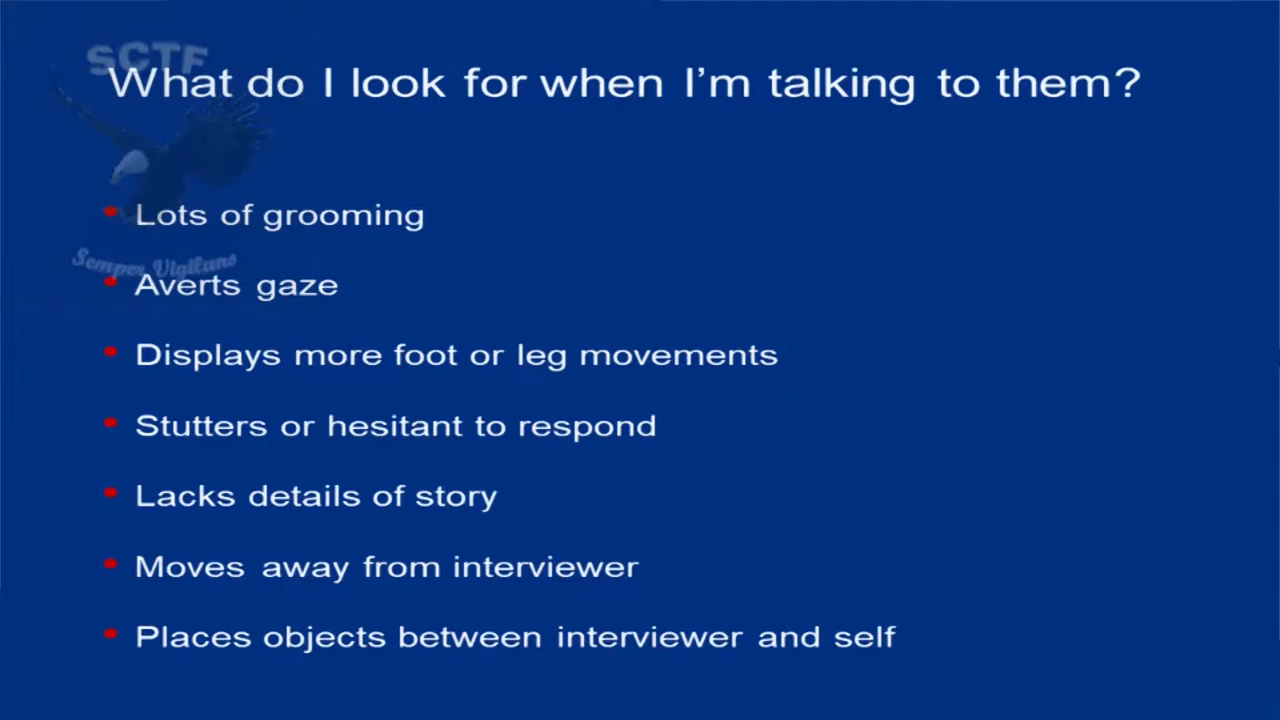 SCTF
What do I look for when I'm talking to them?
Lots of grooming
Semper Vigilans
Averts gaze
Displays more foot or leg movements
Stutters or hesitant to respond
Lacks details of story
Moves away from interviewer
Places objects between interviewer and self